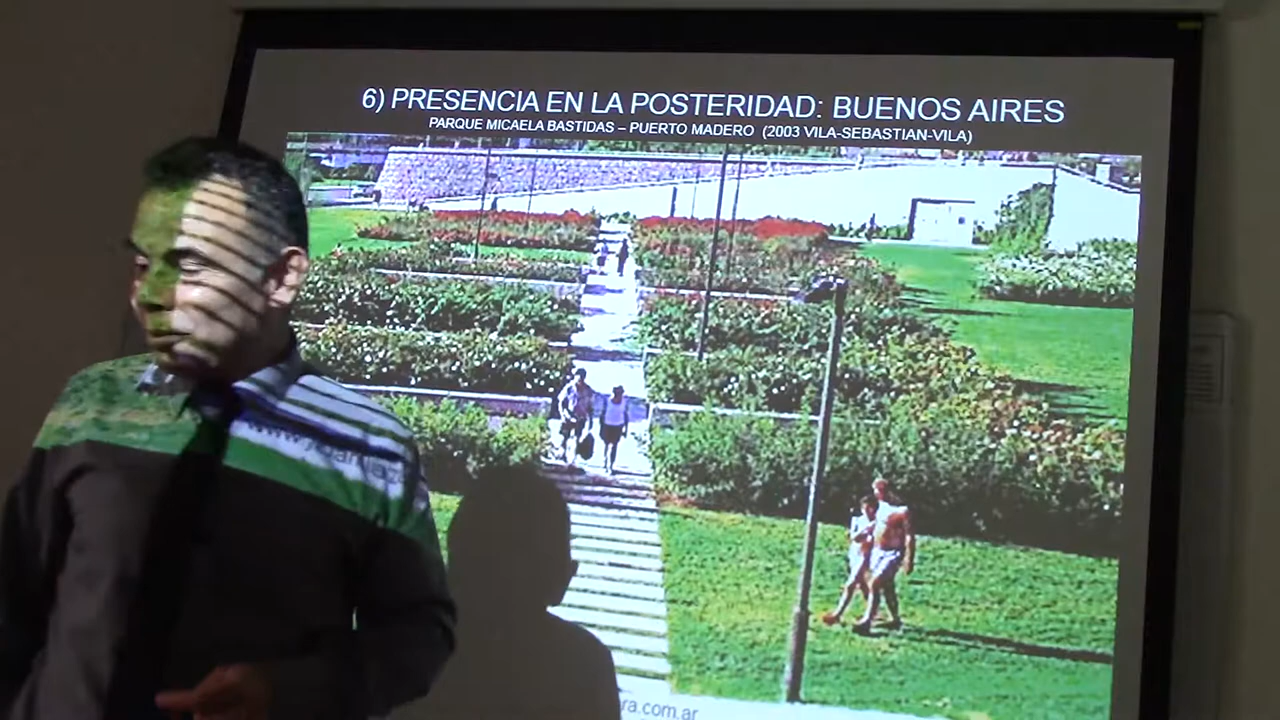 6) PRESENCIA EN LA POSTERIDAD: BUENOS AIRES
PARQUE MICAELA BASTIDAS – PUERTO MADERO (2003 VILA-SEBASTIAN-VILA)
ra.com.ar